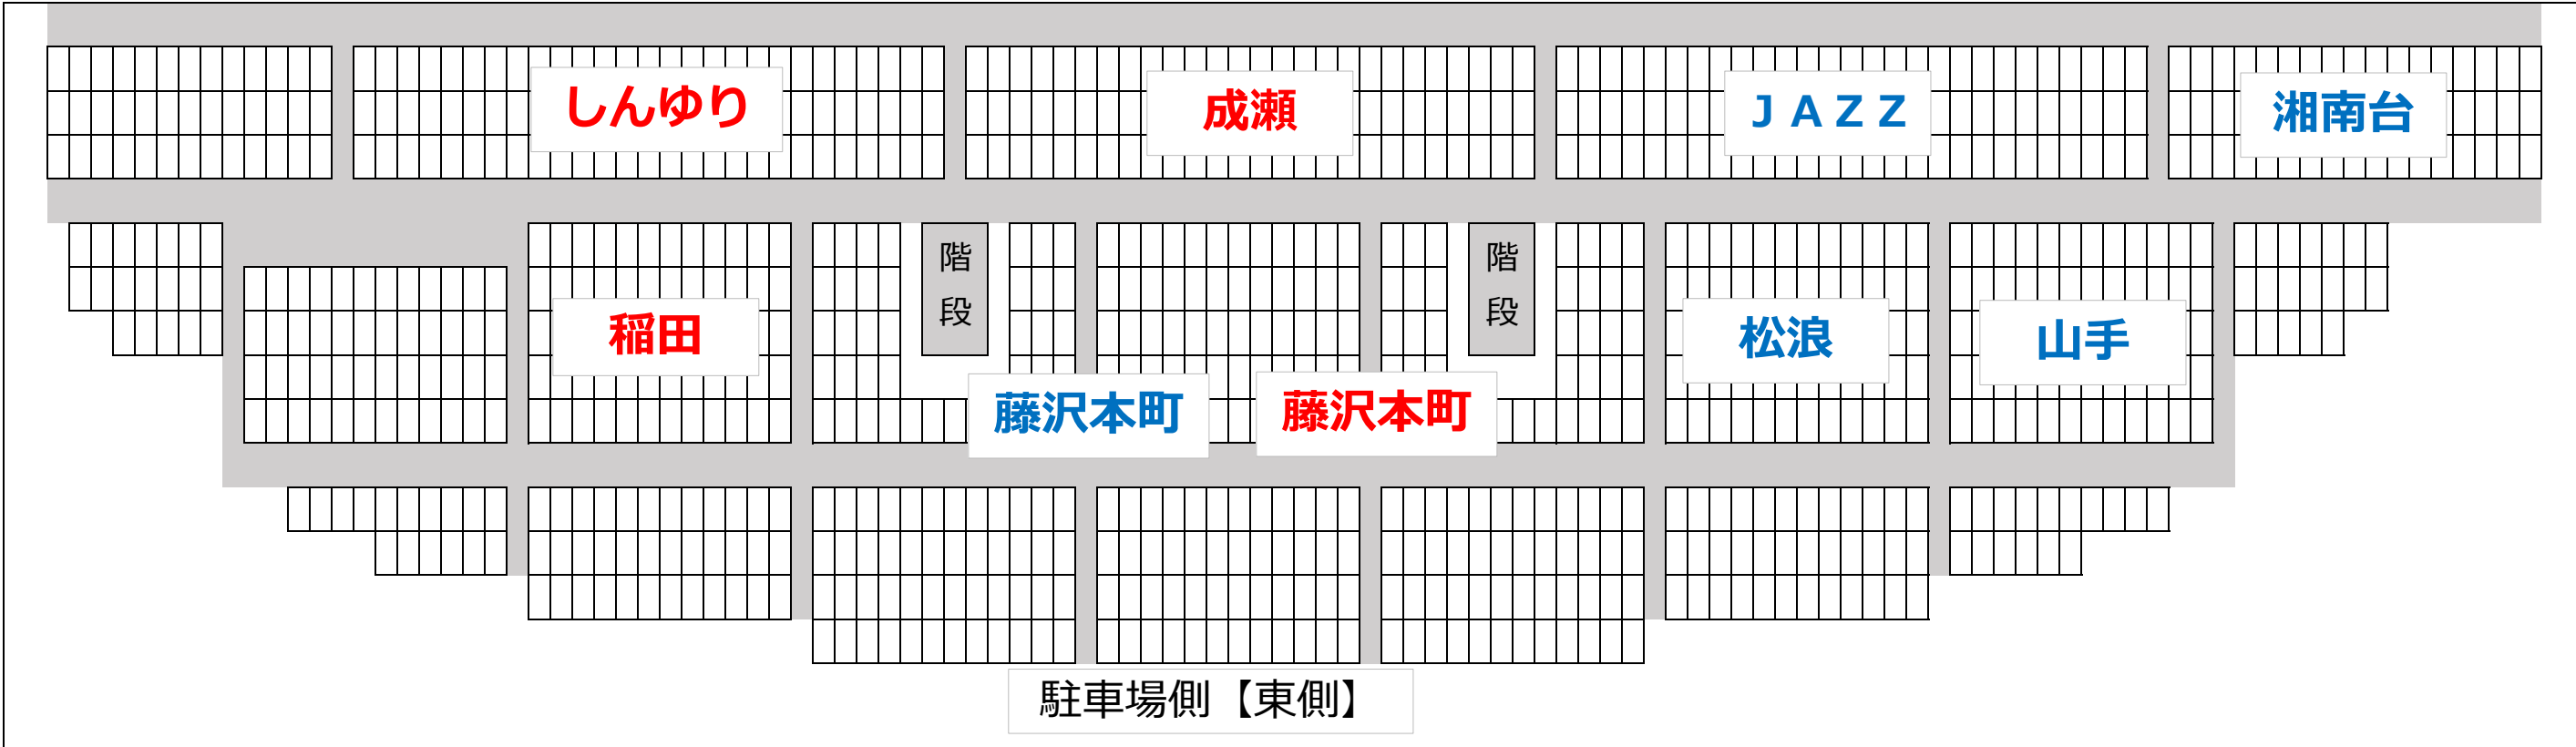 しんゆり
成瀬
ＪＡＺＺ
湘南台
階段
階段
稲田
松浪
山手
藤沢本町
藤沢本町
駐車場側【東側】